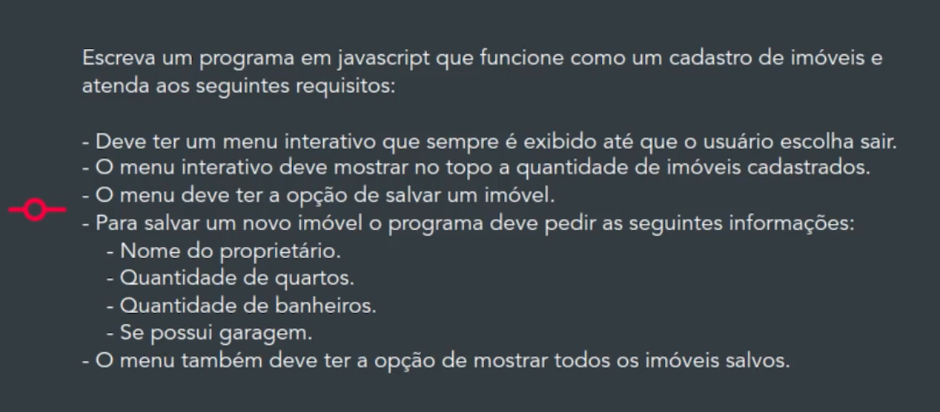 Escreva um programa em javascript que funcione como um cadastro de imóveis e
atenda aos seguintes requisitos:
- Deve ter um menu interativo que sempre é exibido até que o usuário escolha sair.
- O menu interativo deve mostrar no topo a quantidade de imóveis cadastrados.
- O menu deve ter a opção de salvar um imóvel.
- Para salvar um novo imóvel o programa deve pedir as seguintes informações:
- Nome do proprietário.
- Quantidade de quartos.
- Quantidade de banheiros.
- Se possui garagem.
- O menu também deve ter a opção de mostrar todos os imóveis salvos.